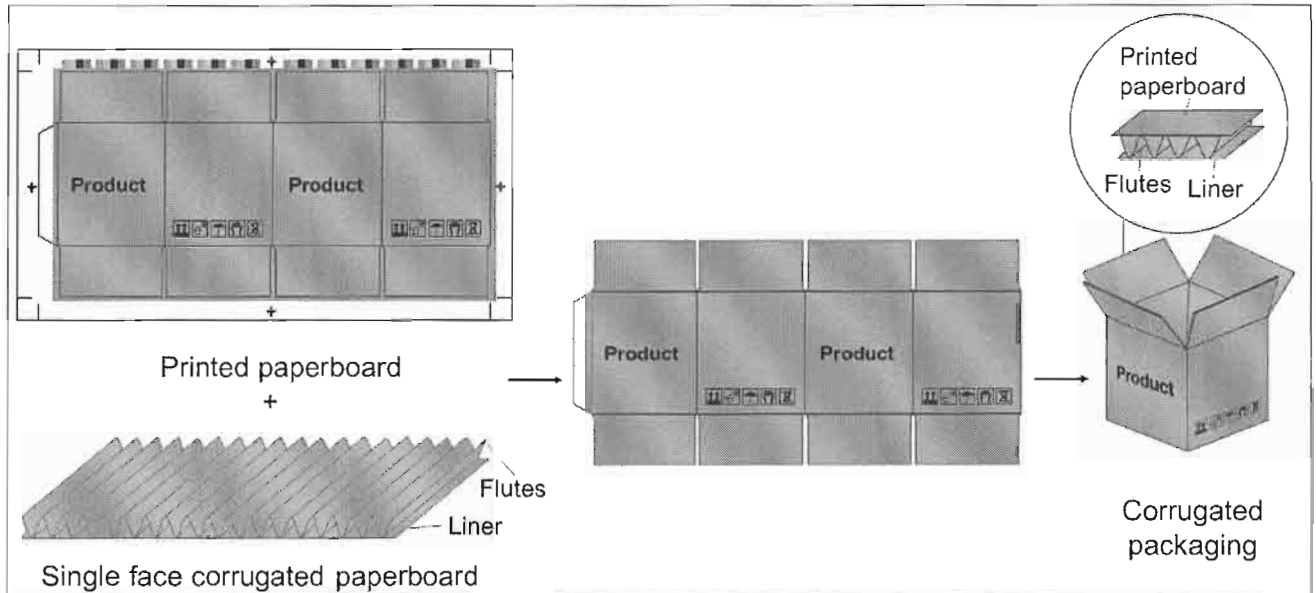 Product
Product
Printed paperboard
+
Flutes
Liner
Single face corrugated paperboard
Product
Product
Printed
paperboard
Flutes
Liner
Product
Corrugated
packaging